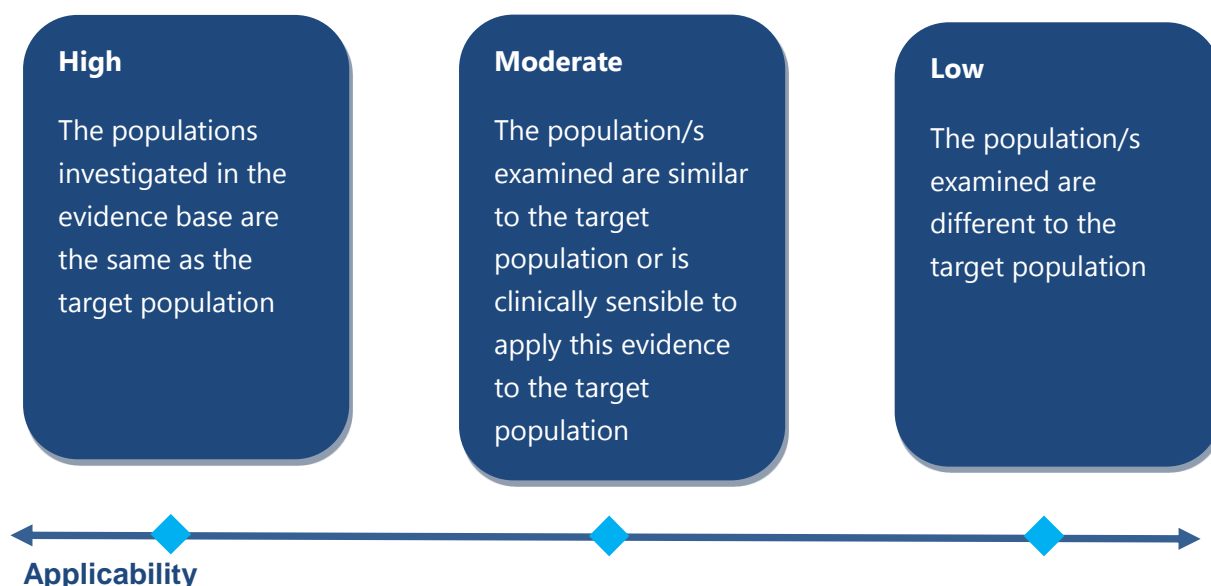 High
The populations
investigated in the
evidence base are
the same as the
target population
Moderate
The population/s
examined are similar
to the target
population or is
clinically sensible to
apply this evidence
to the target
population
Low
The population/s
examined are
different to the
target population
Applicability